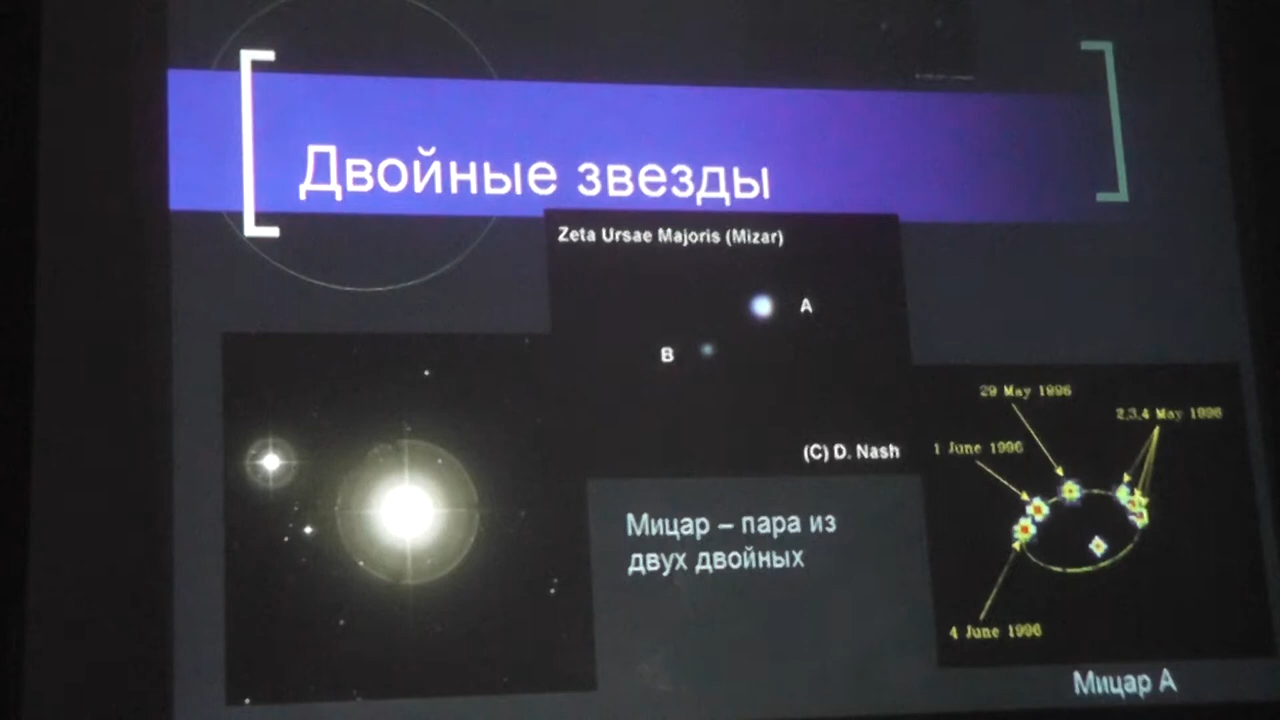 Двойные звезды
Zeta Ursae Majoris (Mizar)
A
B
(C) D. Nash
29 May 1996
2,3,4 May 1996
1 June 1996
4 June 1996
Мицар – пара из
двух двойных
Мицар А